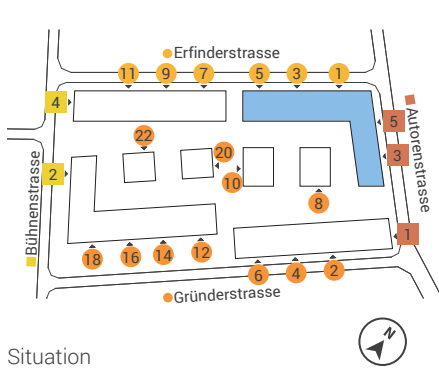 Erfinderstrasse
11 9 7 5 3 1
4
Autorenstrasse
5
22
20
3
2
10
8
Bühnenstrasse
1
18 16 14 12
6 4 2
Gründerstrasse
N
Situation